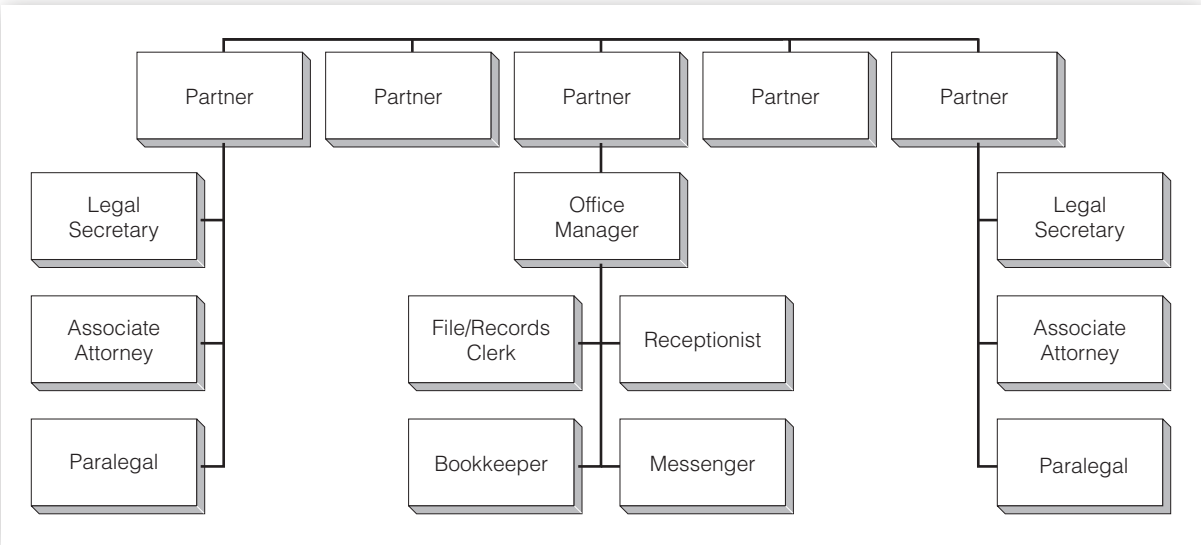 Partner
Partner
Partner
Partner
Partner
Legal
Secretary
Office
Manager
Legal
Secretary
Associate
Attorney
File/Records
Clerk
Receptionist
Associate
Attorney
Paralegal
Bookkeeper
Messenger
Paralegal